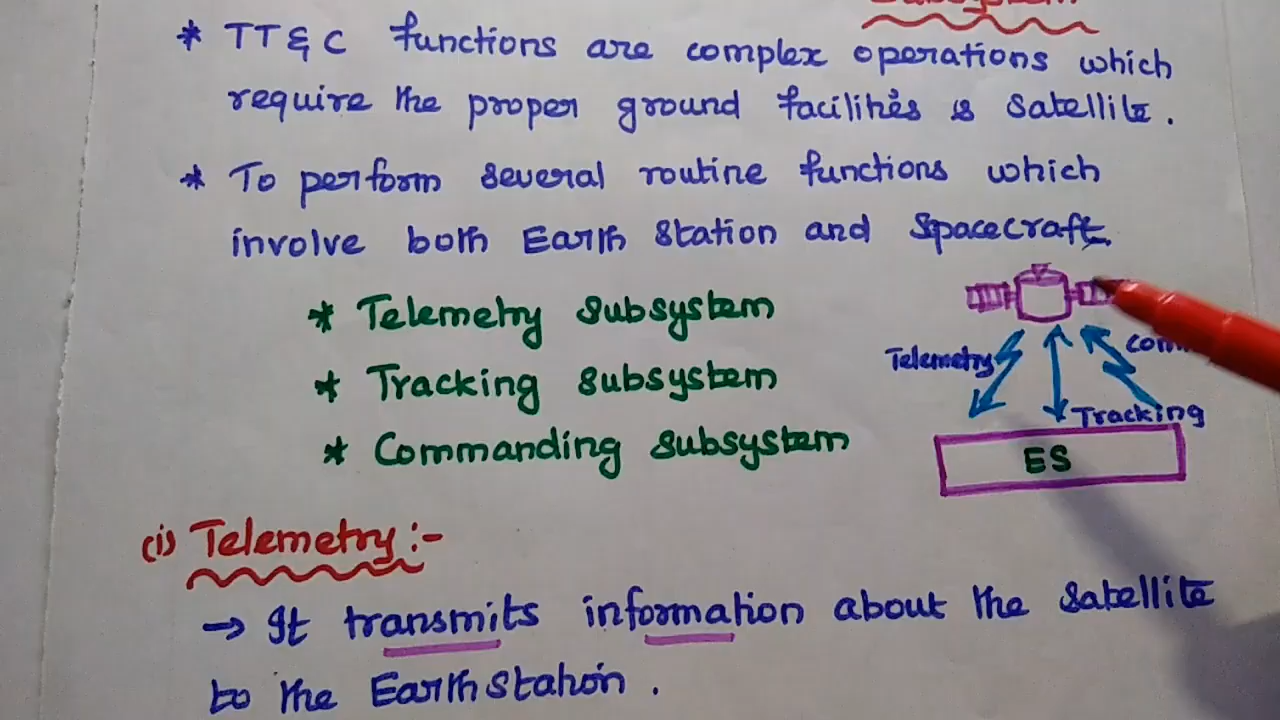 * TT & C functions are complex operations which
require the proper ground facilities & satellite.
* To perform several routine functions which
involve both Earth Station and Spacecraft
* Telemetry subsystem
* Tracking subsystem
* Commanding subsystem
Telemetry
Tracking
ES
(i) Telemetry :-
→ It transmits information about the satellite
to the Earth station.